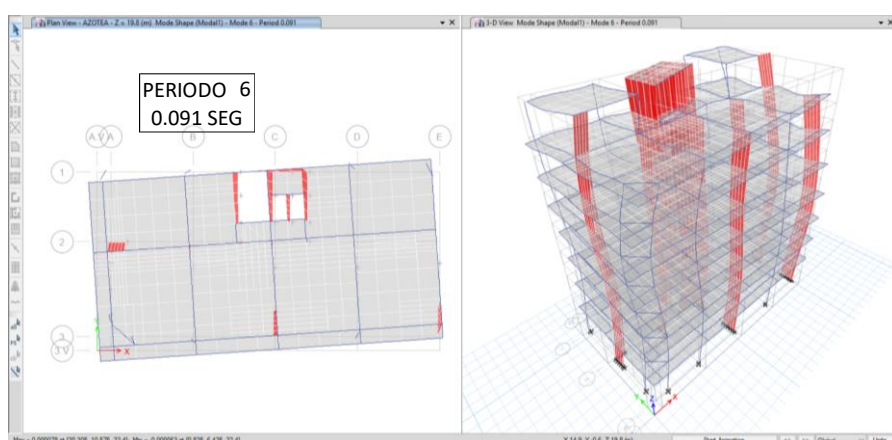 Plan View - AZOTEA - Z = 19.8 (m) Mode Shape (Modal1) - Mode 6 - Period 0.091
3-D View Mode Shape (Modal1) - Mode 6 - Period 0.091
PERIODO 6
0.091 SEG
A V A B C D E
1
2
3
3 V
X
X
Y
Z
X